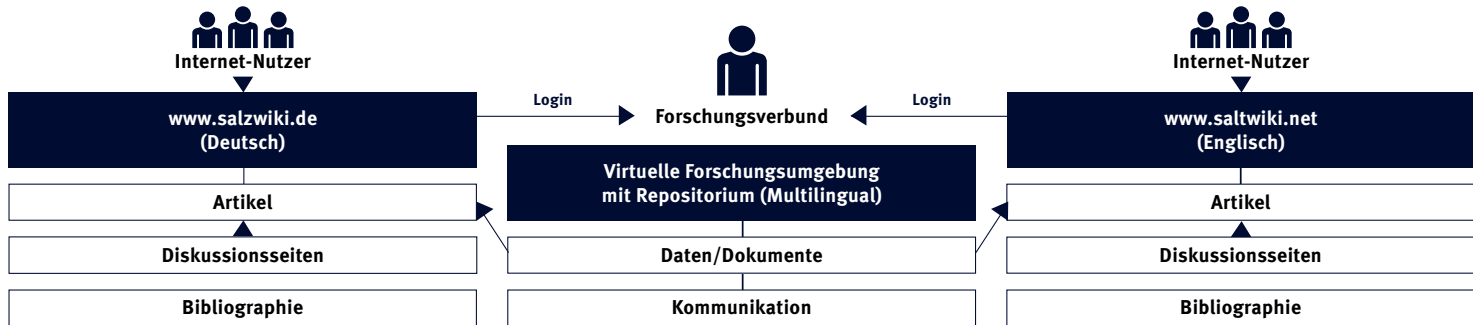 Internet-Nutzer
www.salzwiki.de
(Deutsch)
Artikel
Diskussionsseiten
Bibliographie
Login
Forschungsverbund
Login
Virtuelle Forschungsumgebung
mit Repositorium (Multilingual)
Daten/Dokumente
Kommunikation
Internet-Nutzer
www.saltwiki.net
(Englisch)
Artikel
Diskussionsseiten
Bibliographie